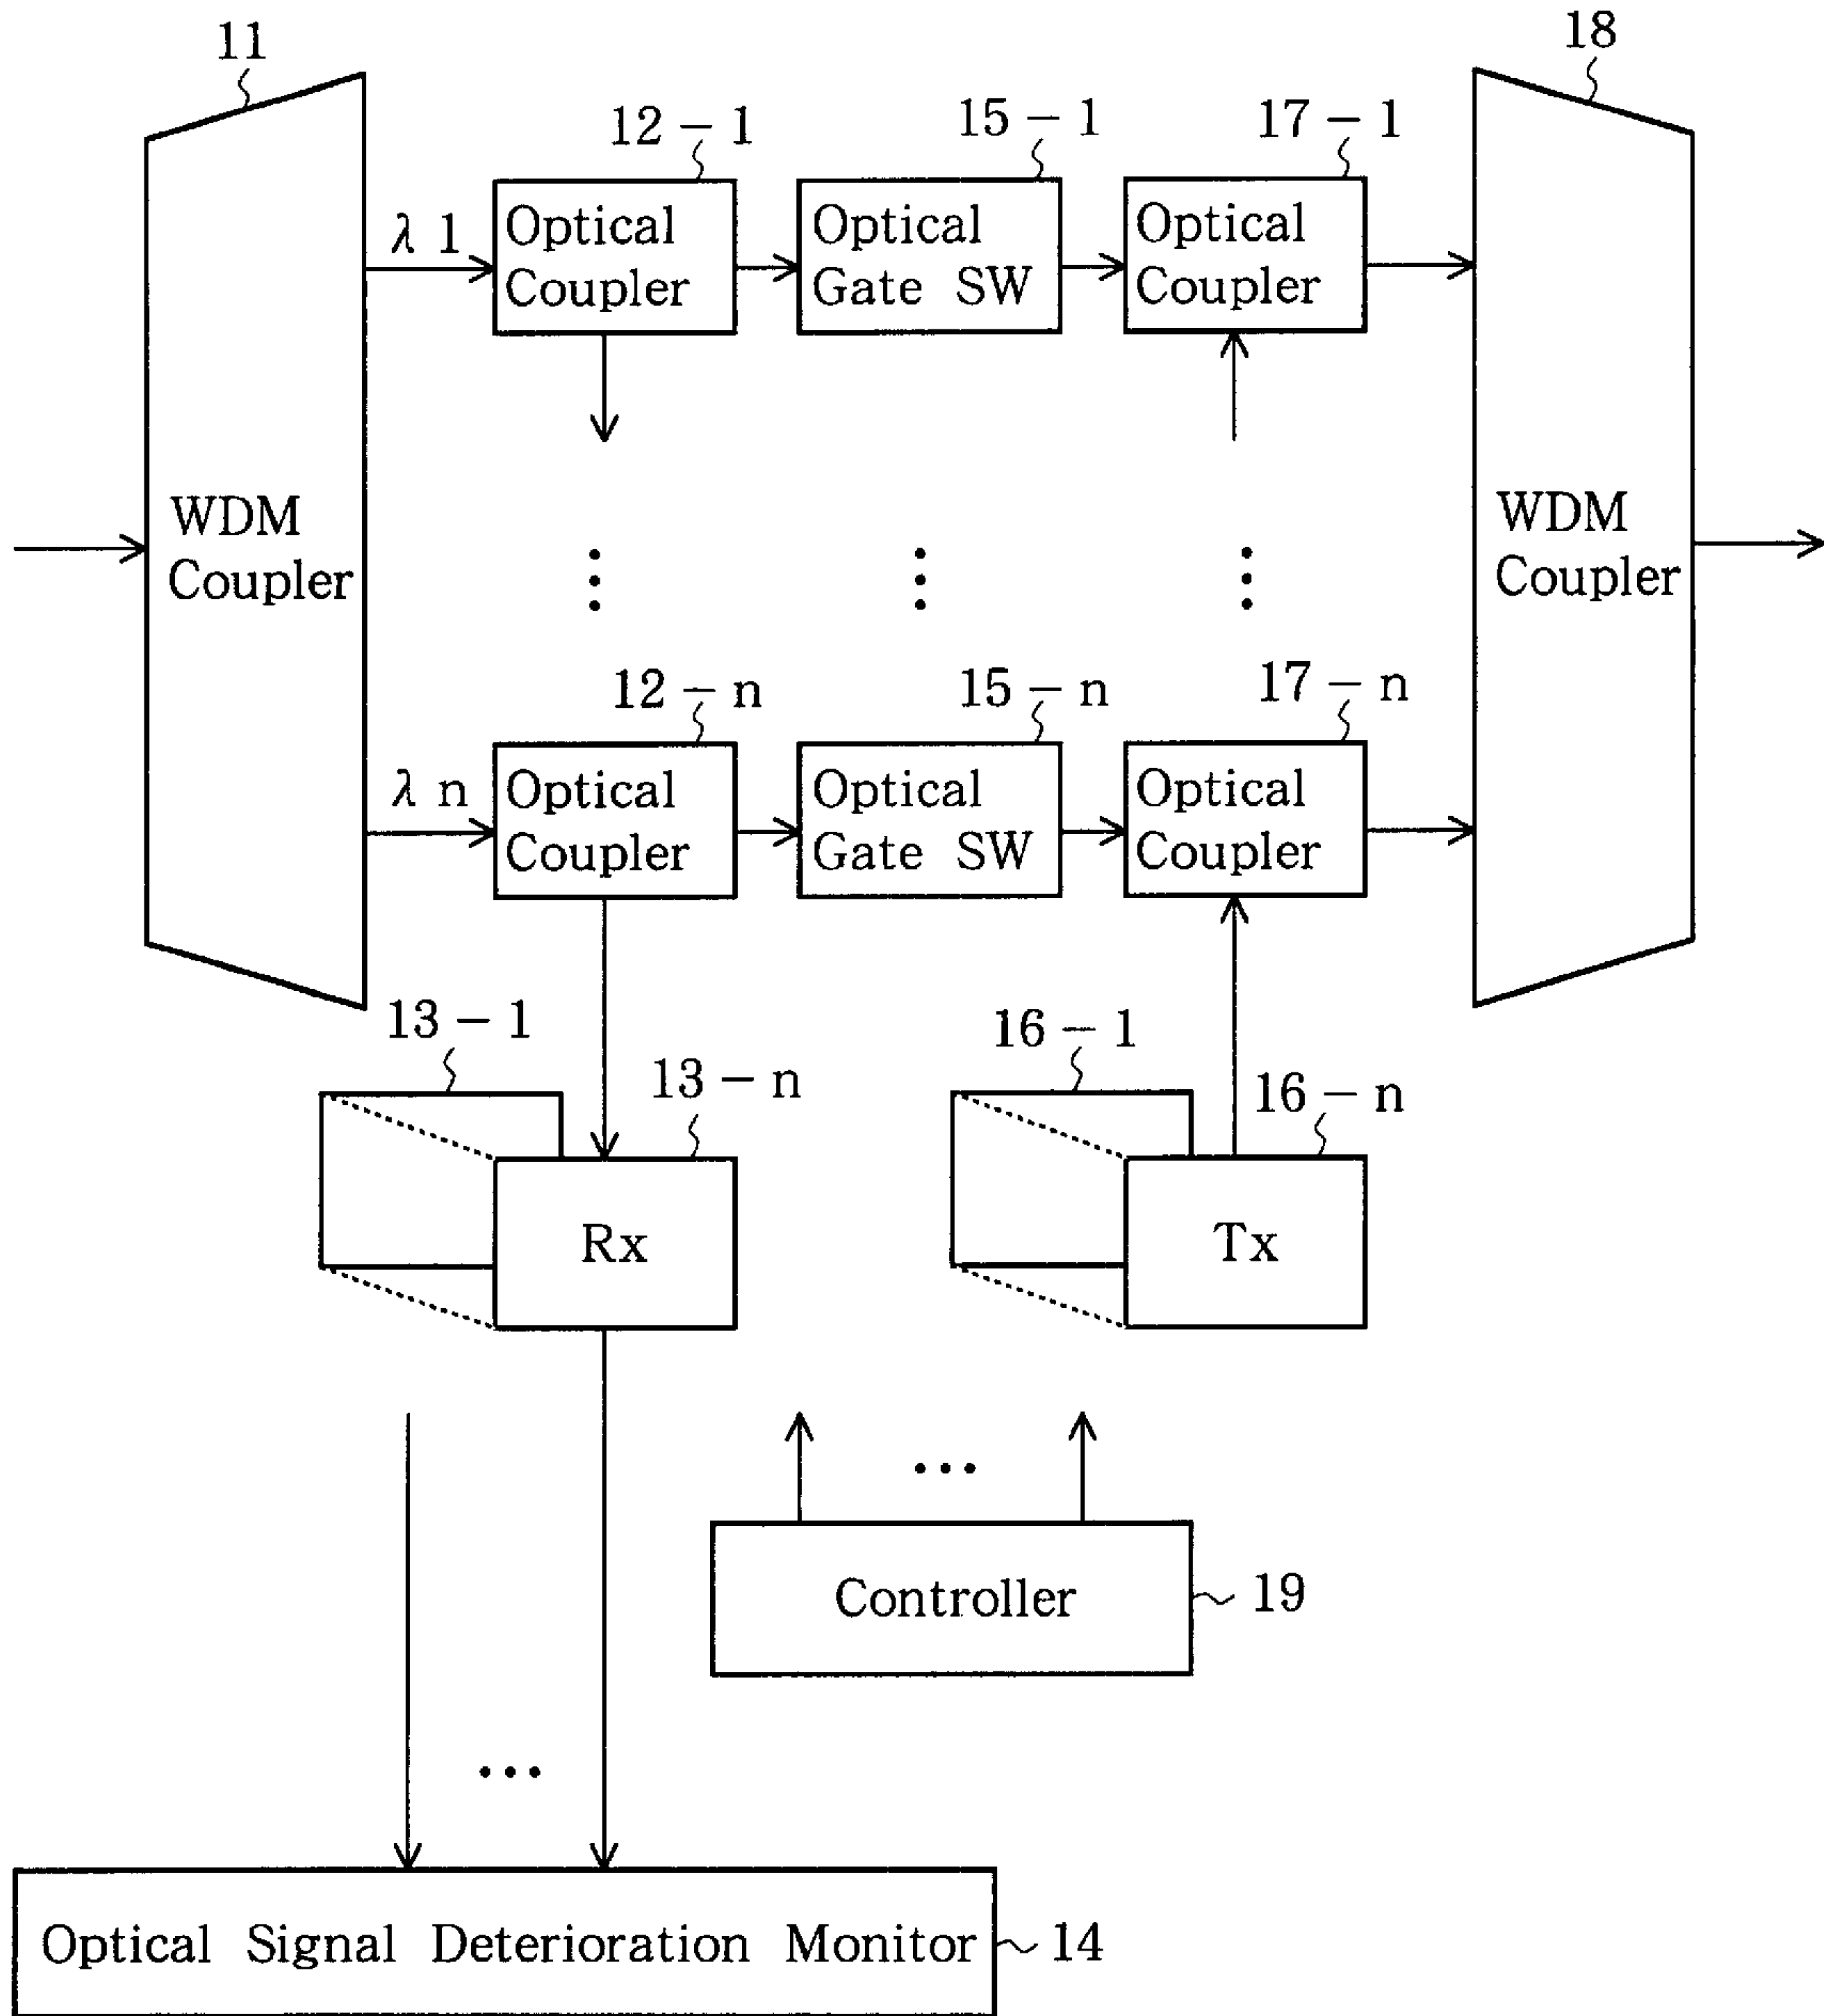 11
18
12-1
15-1
17-1
λ 1
Optical
Coupler
Optical
Gate SW
Optical
Coupler
WDM
Coupler
WDM
Coupler
12-n
15-n
17-n
λ n
Optical
Coupler
Optical
Gate SW
Optical
Coupler
13-1
16-1
13-n
16-n
Rx
Tx
Controller
19
Optical Signal Deterioration Monitor
14